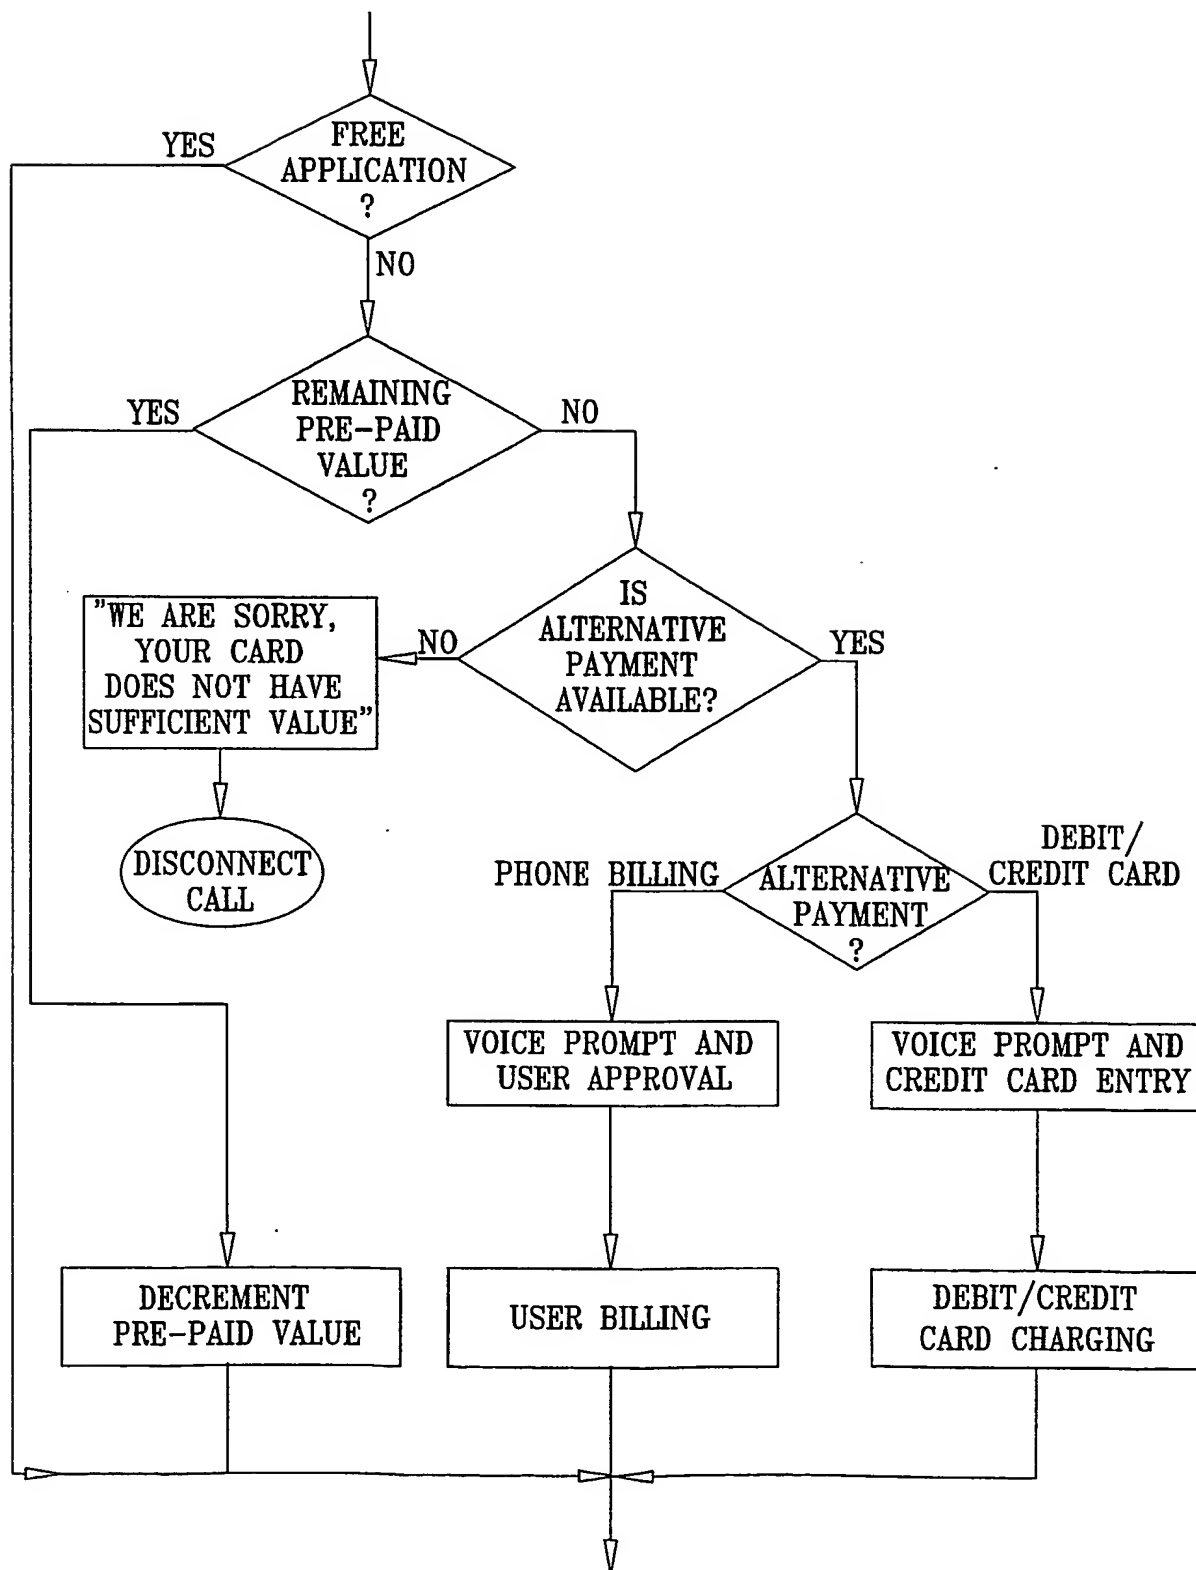 YES
FREE
APPLICATION
?
NO
YES
REMAINING
PRE-PAID
VALUE
?
NO
"WE ARE SORRY,
YOUR CARD
DOES NOT HAVE
SUFFICIENT VALUE"
NO
IS
ALTERNATIVE
PAYMENT
AVAILABLE?
YES
DISCONNECT
CALL
PHONE BILLING
ALTERNATIVE
PAYMENT
?
DEBIT/
CREDIT CARD
VOICE PROMPT AND
USER APPROVAL
VOICE PROMPT AND
CREDIT CARD ENTRY
DECREMENT
PRE-PAID VALUE
USER BILLING
DEBIT/CREDIT
CARD CHARGING